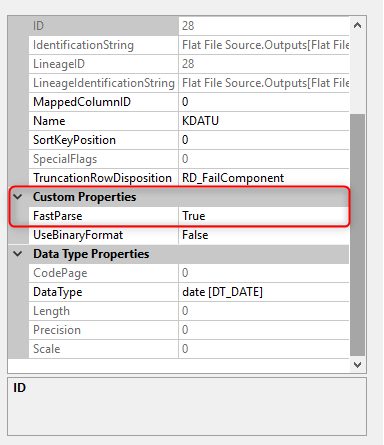 ID 28
IdentificationString Flat File Source.Outputs[Flat File
LineageID 28
LineageIdentificationString Flat File Source.Outputs[Flat File
MappedColumnID 0
Name KDATU
SortKeyPosition 0
SpecialFlags 0
TruncationRowDisposition RD_FailComponent
Custom Properties
FastParse True
UseBinaryFormat False
Data Type Properties
CodePage 0
DataType date [DT_DATE]
Length 0
Precision 0
Scale 0
ID